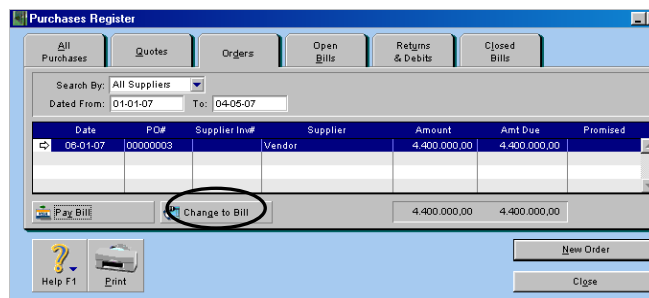 Purchases Register
All Purchases
Quotes
Orders
Open Bills
Returns & Debits
Closed Bills
Search By: All Suppliers
Dated From: 01-01-07 To: 04-05-07
Date PO# Supplier Inv# Supplier Amount Amt Due Promised
06-01-07 00000003 Vendor 4.400.000,00 4.400.000,00
Pay Bill Change to Bill 4.400.000,00 4.400.000,00
New Order
Help F1 Print Close